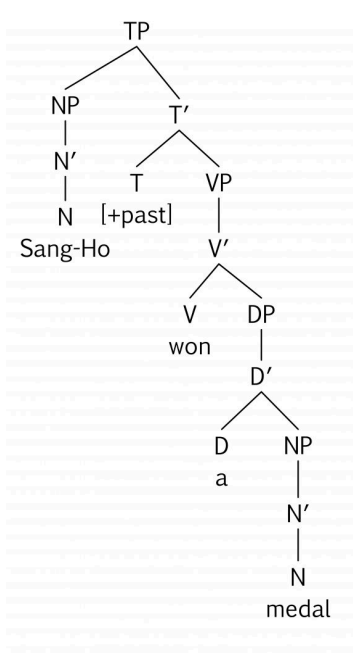 TP
NP T′
N′ T VP
N [+past]
Sang-Ho V′
V DP
won
D′
D NP
a
N′
N
medal